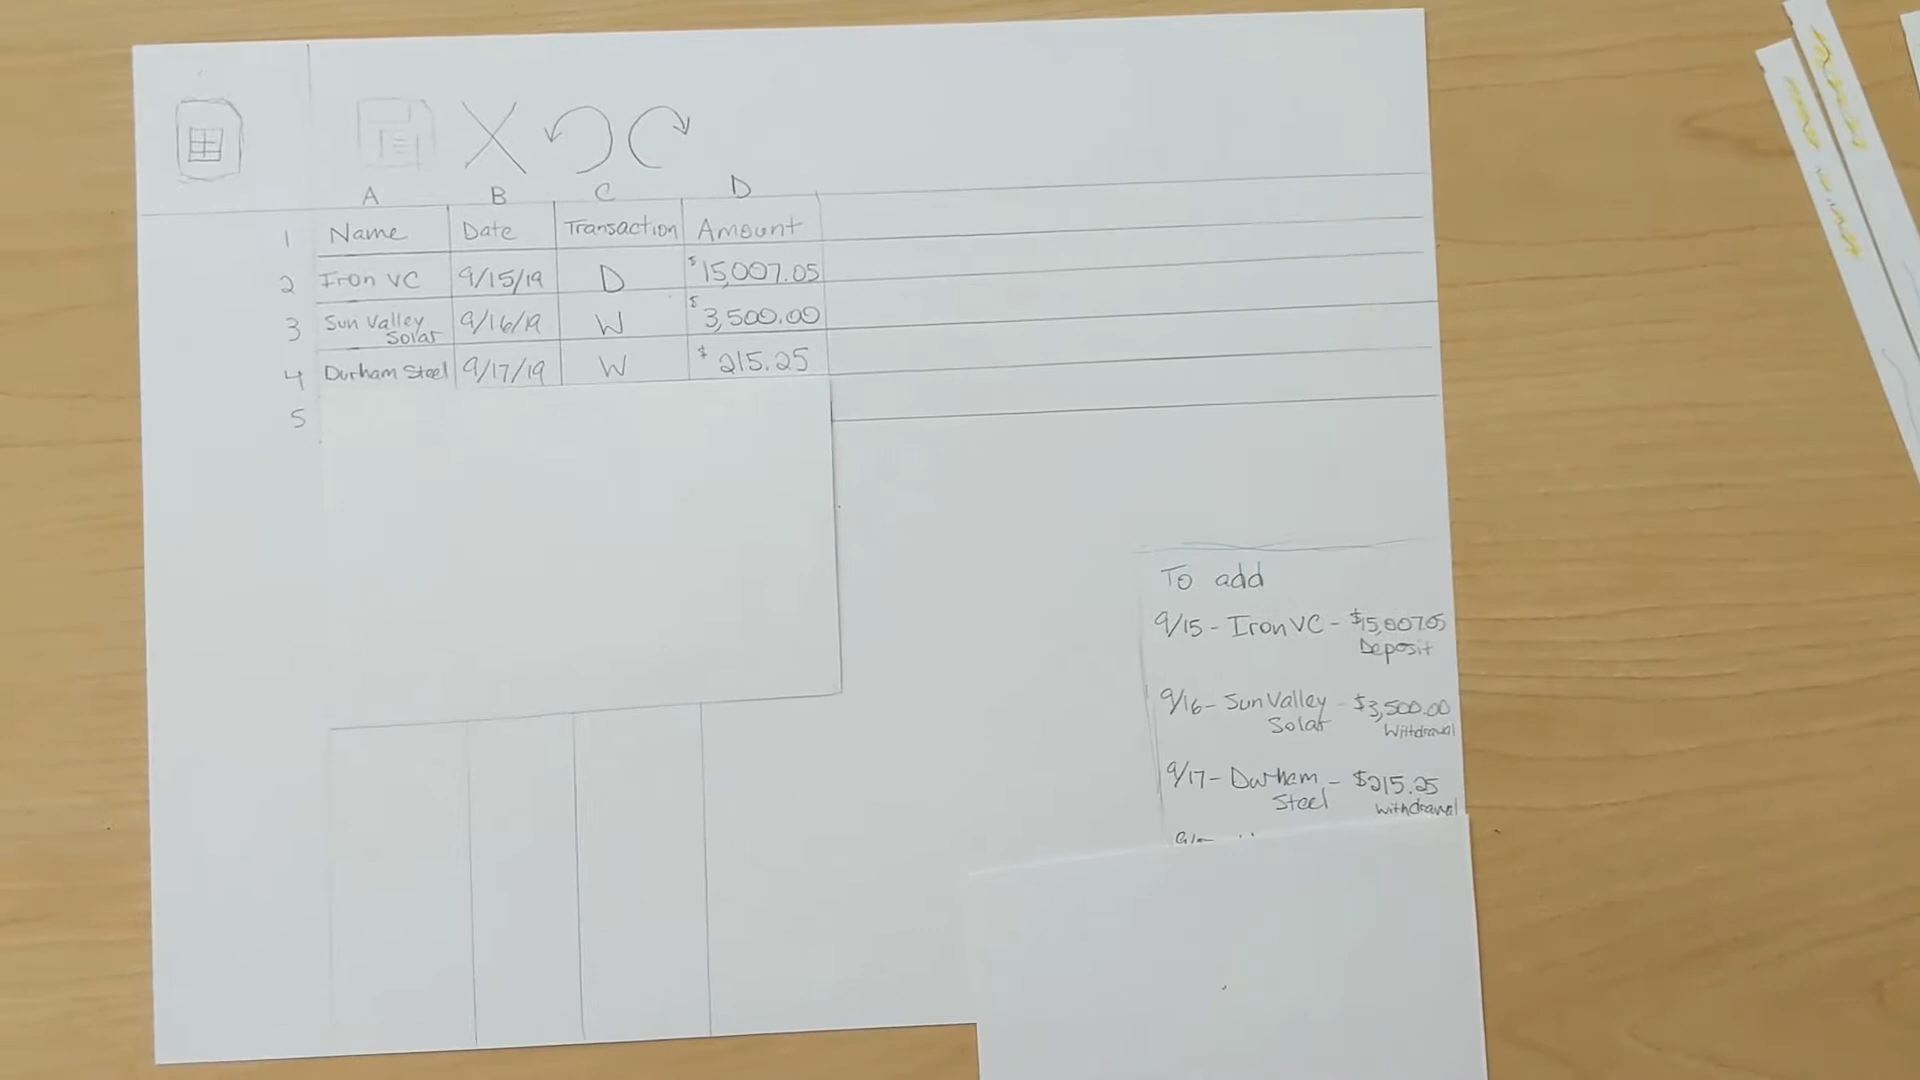 A B C D
1 Name Date Transaction Amount
2 Iron VC 9/15/19 D $15,007.05
3 Sun Valley Solar 9/16/19 W $3,500.00
4 Durham Steel 9/17/19 W $215.25
5
To add
9/15 - Iron VC - $15,007.05
Deposit
9/16 - Sun Valley - $3,500.00
Solar Withdrawal
9/17 - Durham - $215.25
Steel withdrawal